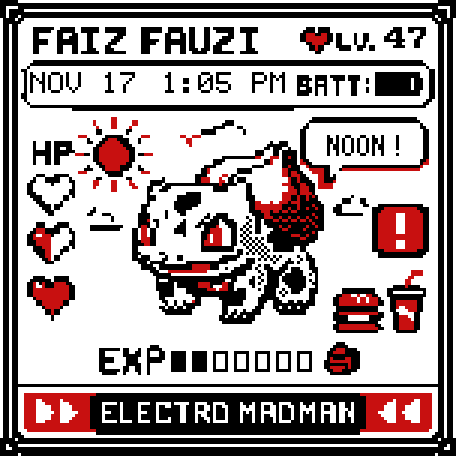 FAIZ FAUZI LV. 47
NOV 17 1:05 PM BATT:
NOON!
HP
!
EXP
ELECTRO MADMAN